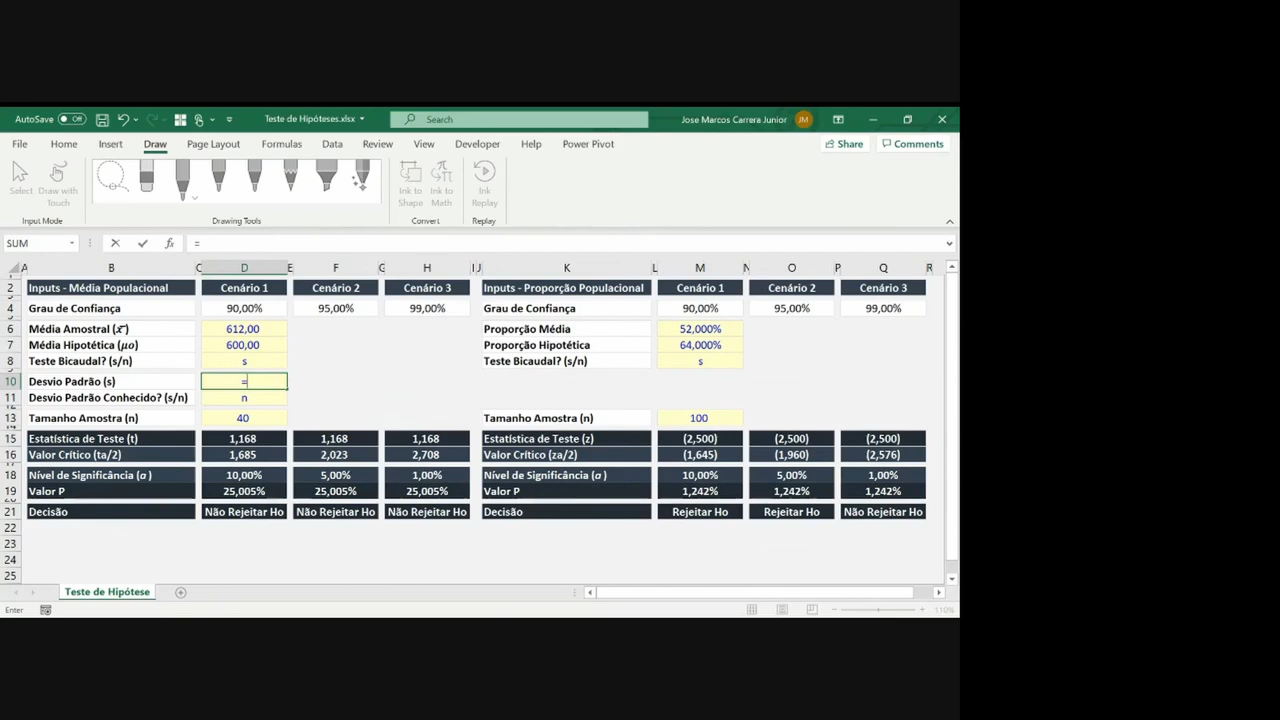 AutoSave Off Teste de Hipóteses.xlsx Search Jose Marcos Carrera Junior JM
File Home Insert Draw Page Layout Formulas Data Review View Developer Help Power Pivot Share Comments
Select Draw with Touch Ink to Shape Ink to Math Ink Replay
Input Mode Drawing Tools Convert Replay
SUM fx =
A B C D E F G H I J K L M N O P Q R
2 Inputs - Média Populacional Cenário 1 Cenário 2 Cenário 3 Inputs - Proporção Populacional Cenário 1 Cenário 2 Cenário 3
4 Grau de Confiança 90,00% 95,00% 99,00% Grau de Confiança 90,00% 95,00% 99,00%
6 Média Amostral (x̄) 612,00 Proporção Média 52,000%
7 Média Hipotética (μo) 600,00 Proporção Hipotética 64,000%
8 Teste Bicaudal? (s/n) s Teste Bicaudal? (s/n) s
10 Desvio Padrão (s) =
11 Desvio Padrão Conhecido? (s/n) n
13 Tamanho Amostra (n) 40 Tamanho Amostra (n) 100
15 Estatística de Teste (t) 1,168 1,168 1,168 Estatística de Teste (z) (2,500) (2,500) (2,500)
16 Valor Crítico (ta/2) 1,685 2,023 2,708 Valor Crítico (za/2) (1,645) (1,960) (2,576)
18 Nível de Significância (α ) 10,00% 5,00% 1,00% Nível de Significância (α ) 10,00% 5,00% 1,00%
19 Valor P 25,005% 25,005% 25,005% Valor P 1,242% 1,242% 1,242%
21 Decisão Não Rejeitar Ho Não Rejeitar Ho Não Rejeitar Ho Decisão Rejeitar Ho Rejeitar Ho Não Rejeitar Ho
22
23
24
25
Teste de Hipótese
Enter 110%